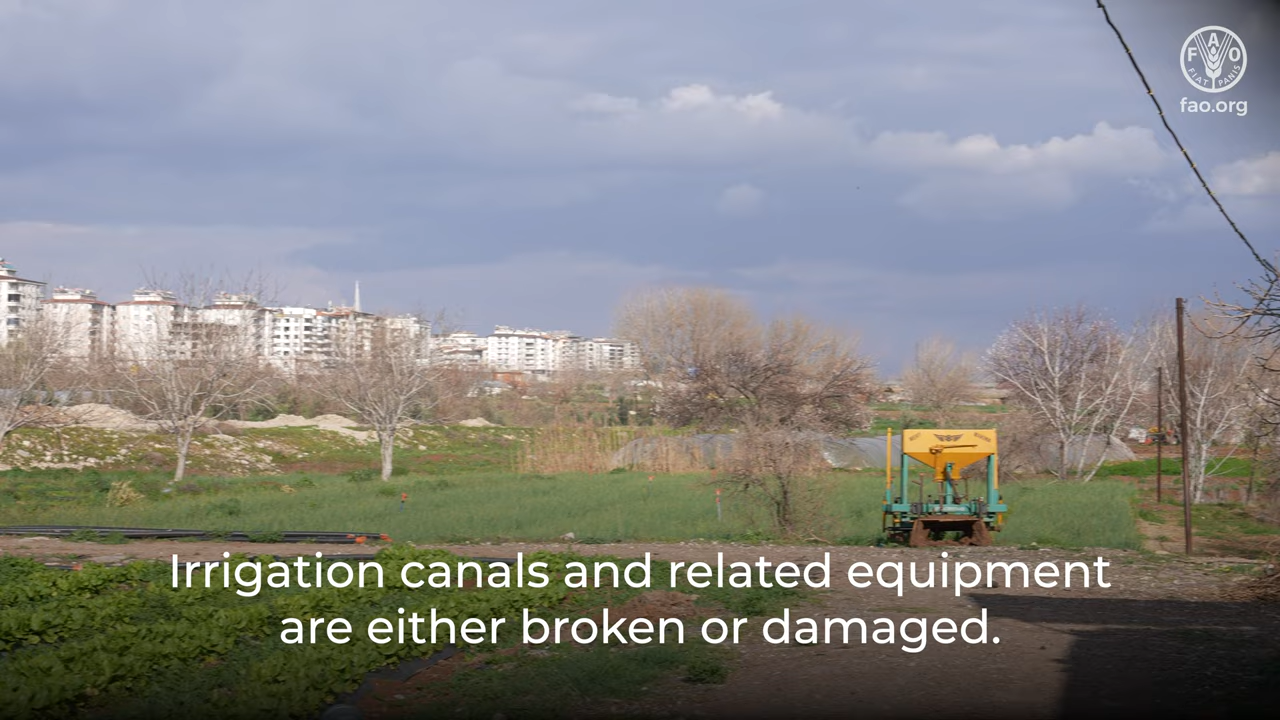 FAO
FIAT PANIS
fao.org
Irrigation canals and related equipment
are either broken or damaged.